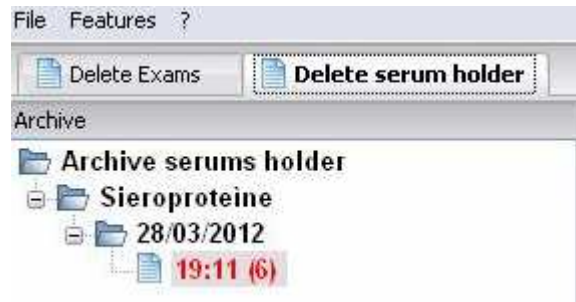 File Features ?
Delete Exams Delete serum holder
Archive
Archive serums holder
Sieroproteine
28/03/2012
19:11 (6)